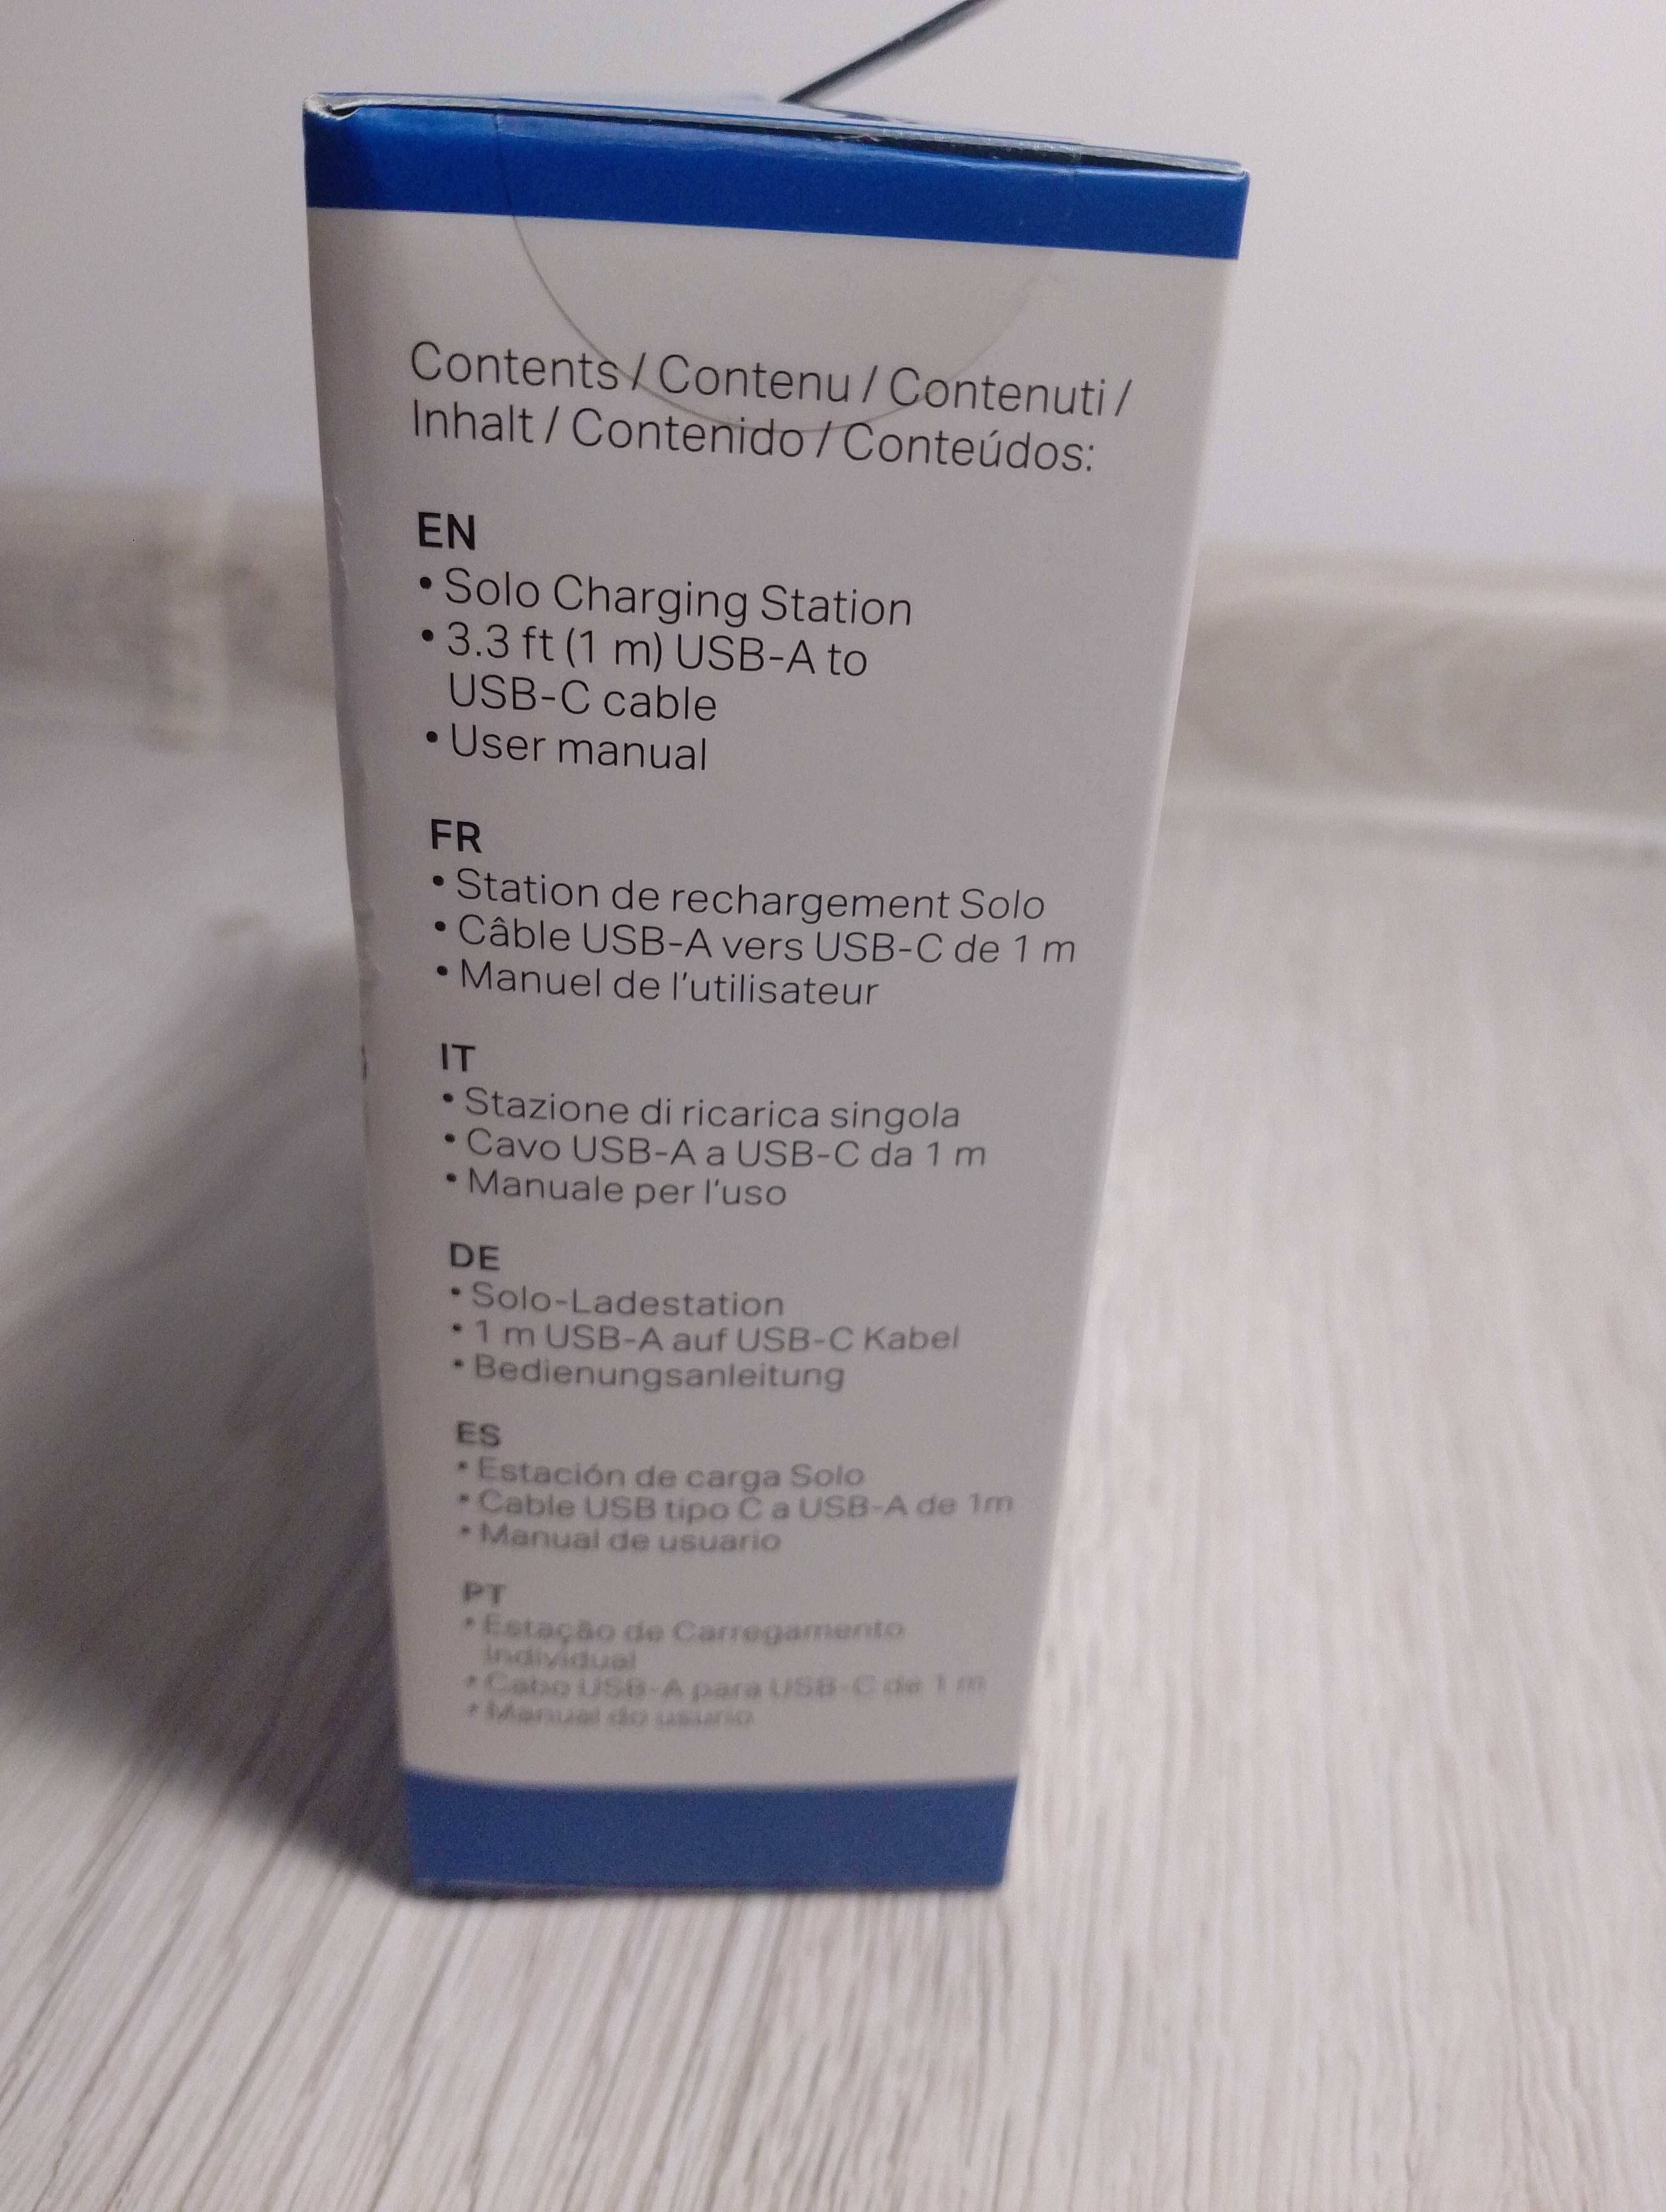 Contents / Contenu / Contenuti /
Inhalt / Contenido / Conteúdos:
EN
• Solo Charging Station
• 3.3 ft (1 m) USB-A to
USB-C cable
• User manual
FR
• Station de rechargement Solo
• Câble USB-A vers USB-C de 1 m
• Manuel de l'utilisateur
IT
• Stazione di ricarica singola
• Cavo USB-A a USB-C da 1 m
• Manuale per l'uso
DE
• Solo-Ladestation
• 1 m USB-A auf USB-C Kabel
• Bedienungsanleitung
ES
• Estación de carga Solo
• Cable USB tipo C a USB-A de 1m
• Manual de usuario
PT
• Estação de Carregamento
Individual
• Cabo USB-A para USB-C de 1 m
• Manual do